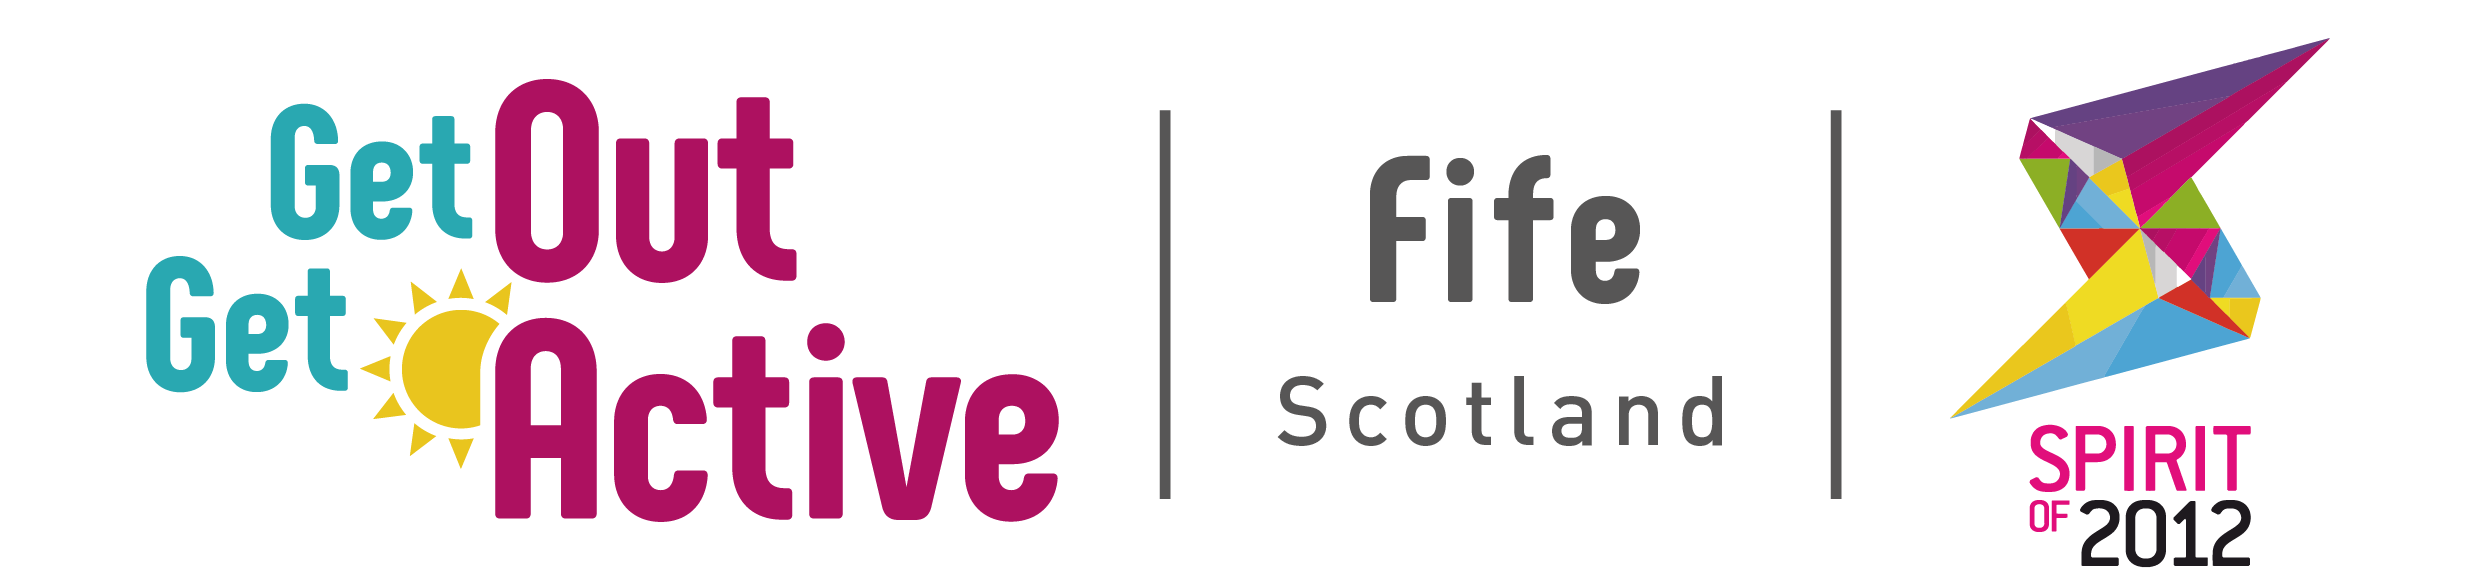 Get Out
Get Active
Fife
Scotland
SPIRIT
OF 2012